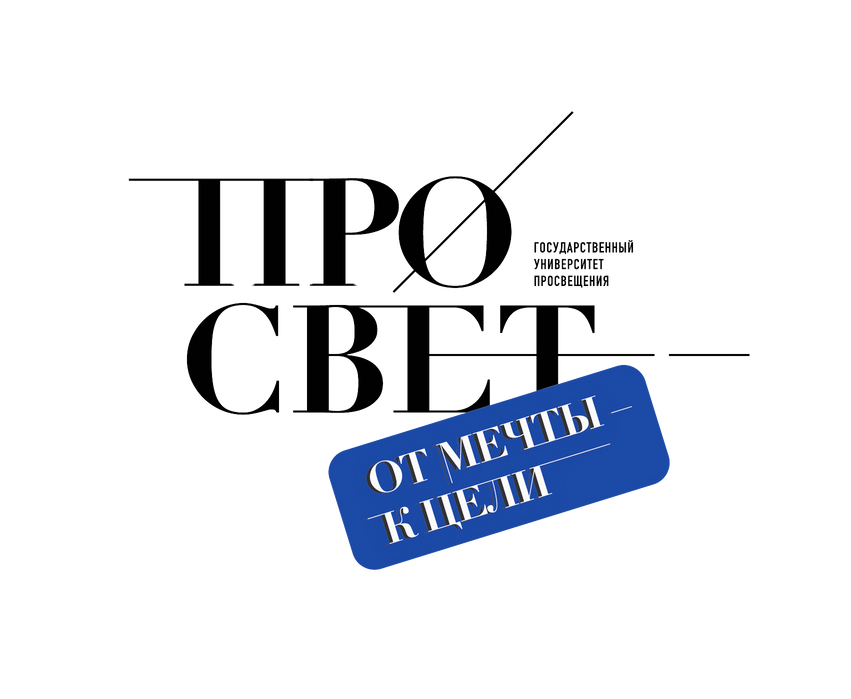 ПРО
СВЕТ
ГОСУДАРСТВЕННЫЙ
УНИВЕРСИТЕТ
ПРОСВЕЩЕНИЯ
ОТ МЕЧТЫ
К ЦЕЛИ